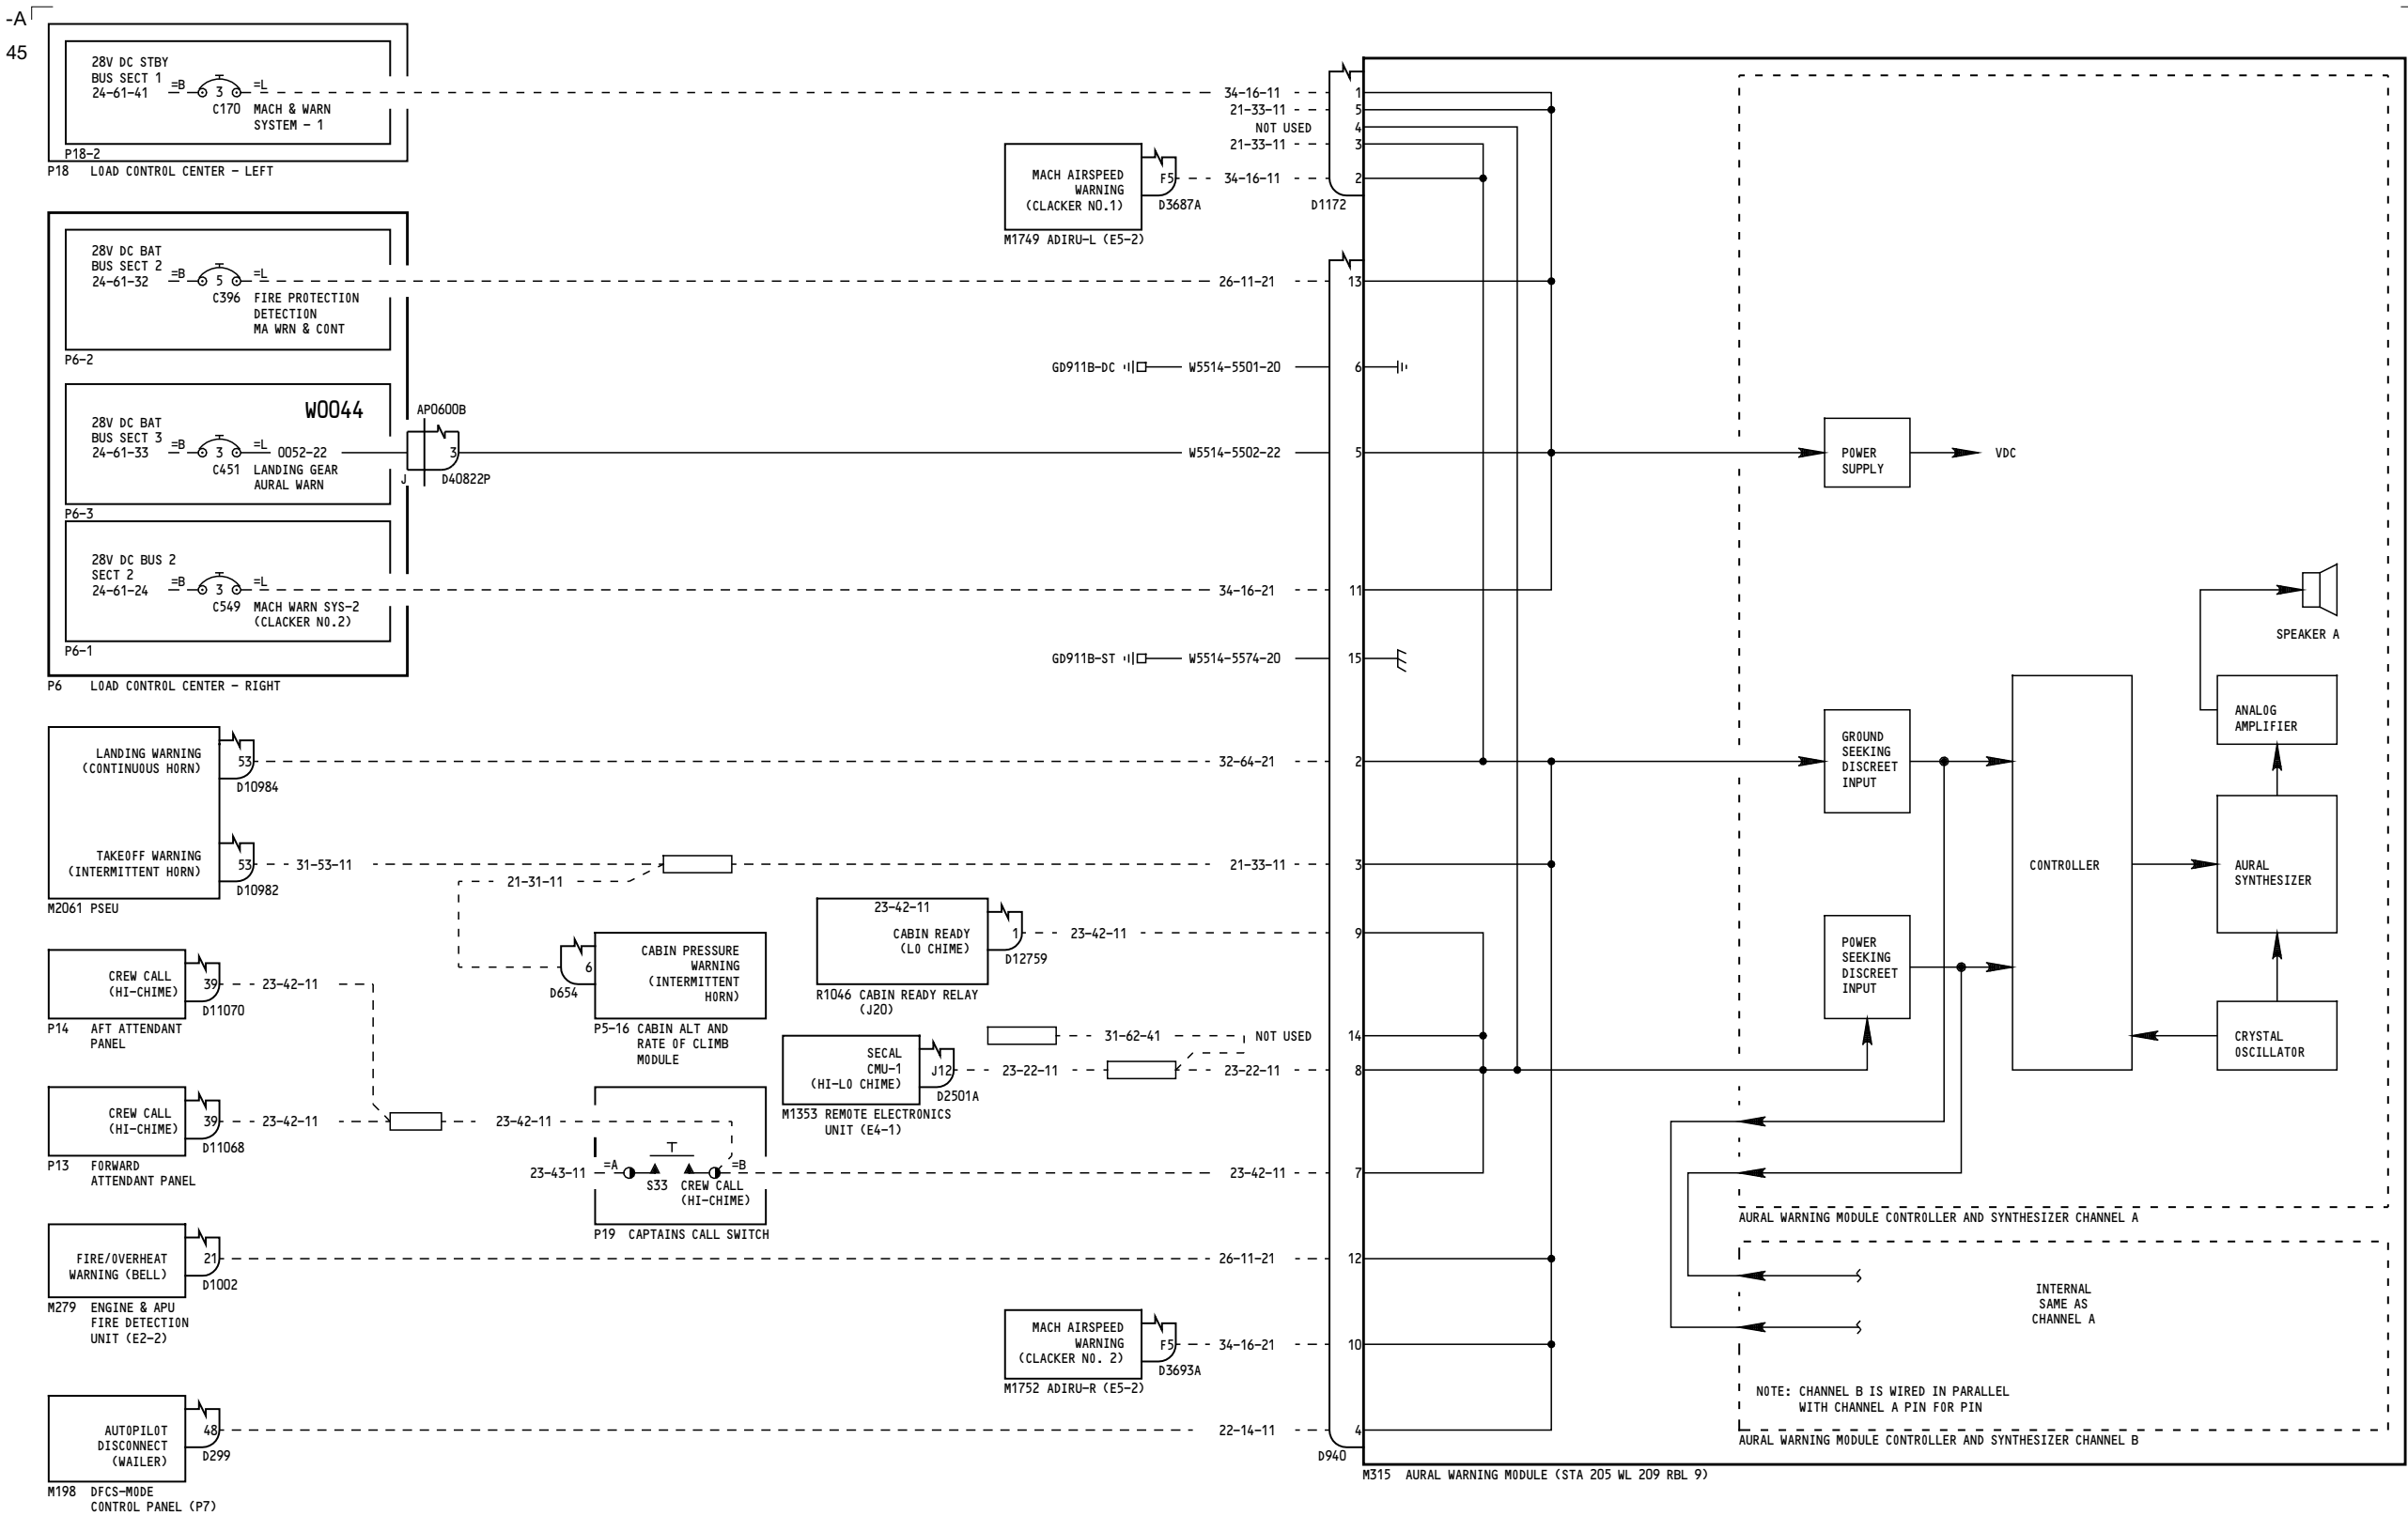 -A
45
28V DC STBY
BUS SECT 1
24-61-41
=B
3
=L
C170
MACH & WARN
SYSTEM - 1
P18-2
P18 LOAD CONTROL CENTER - LEFT
34-16-11
1
21-33-11
5
NOT USED
4
21-33-11
3
MACH AIRSPEED
WARNING
(CLACKER NO.1)
F5
34-16-11
2
D3687A
D1172
M1749 ADIRU-L (E5-2)
28V DC BAT
BUS SECT 2
24-61-32
=B
5
=L
C396
FIRE PROTECTION
DETECTION
MA WRN & CONT
P6-2
26-11-21
13
GD911B-DC
W5514-5501-20
6
W0044
28V DC BAT
BUS SECT 3
24-61-33
=B
3
=L
0052-22
C451
LANDING GEAR
AURAL WARN
P6-3
AP0600B
3
J
D40822P
W5514-5502-22
5
POWER
SUPPLY
VDC
28V DC BUS 2
SECT 2
24-61-24
=B
3
=L
C549
MACH WARN SYS-2
(CLACKER NO.2)
P6-1
34-16-21
11
P6 LOAD CONTROL CENTER - RIGHT
GD911B-ST
W5514-5574-20
15
SPEAKER A
LANDING WARNING
(CONTINUOUS HORN)
53
D10984
32-64-21
2
GROUND
SEEKING
DISCREET
INPUT
ANALOG
AMPLIFIER
TAKEOFF WARNING
(INTERMITTENT HORN)
53
D10982
M2061 PSEU
31-53-11
21-31-11
21-33-11
3
CONTROLLER
AURAL
SYNTHESIZER
23-42-11
CABIN READY
(LO CHIME)
1
D12759
R1046 CABIN READY RELAY
(J20)
23-42-11
9
6
D654
CABIN PRESSURE
WARNING
(INTERMITTENT
HORN)
P5-16 CABIN ALT AND
RATE OF CLIMB
MODULE
POWER
SEEKING
DISCREET
INPUT
CREW CALL
(HI-CHIME)
39
D11070
23-42-11
P14 AFT ATTENDANT
PANEL
31-62-41
NOT USED
14
CRYSTAL
OSCILLATOR
SECAL
CMU-1
(HI-LO CHIME)
J12
D2501A
23-22-11
23-22-11
8
M1353 REMOTE ELECTRONICS
UNIT (E4-1)
CREW CALL
(HI-CHIME)
39
D11068
23-42-11
23-42-11
P13 FORWARD
ATTENDANT PANEL
23-43-11
=A
=B
S33
CREW CALL
(HI-CHIME)
P19 CAPTAINS CALL SWITCH
23-42-11
7
AURAL WARNING MODULE CONTROLLER AND SYNTHESIZER CHANNEL A
FIRE/OVERHEAT
WARNING (BELL)
21
D1002
M279 ENGINE & APU
FIRE DETECTION
UNIT (E2-2)
26-11-21
12
INTERNAL
SAME AS
CHANNEL A
MACH AIRSPEED
WARNING
(CLACKER NO. 2)
F5
D3693A
M1752 ADIRU-R (E5-2)
34-16-21
10
NOTE: CHANNEL B IS WIRED IN PARALLEL
WITH CHANNEL A PIN FOR PIN
AUTOPILOT
DISCONNECT
(WAILER)
48
D299
M198 DFCS-MODE
CONTROL PANEL (P7)
22-14-11
4
D940
AURAL WARNING MODULE CONTROLLER AND SYNTHESIZER CHANNEL B
M315 AURAL WARNING MODULE (STA 205 WL 209 RBL 9)